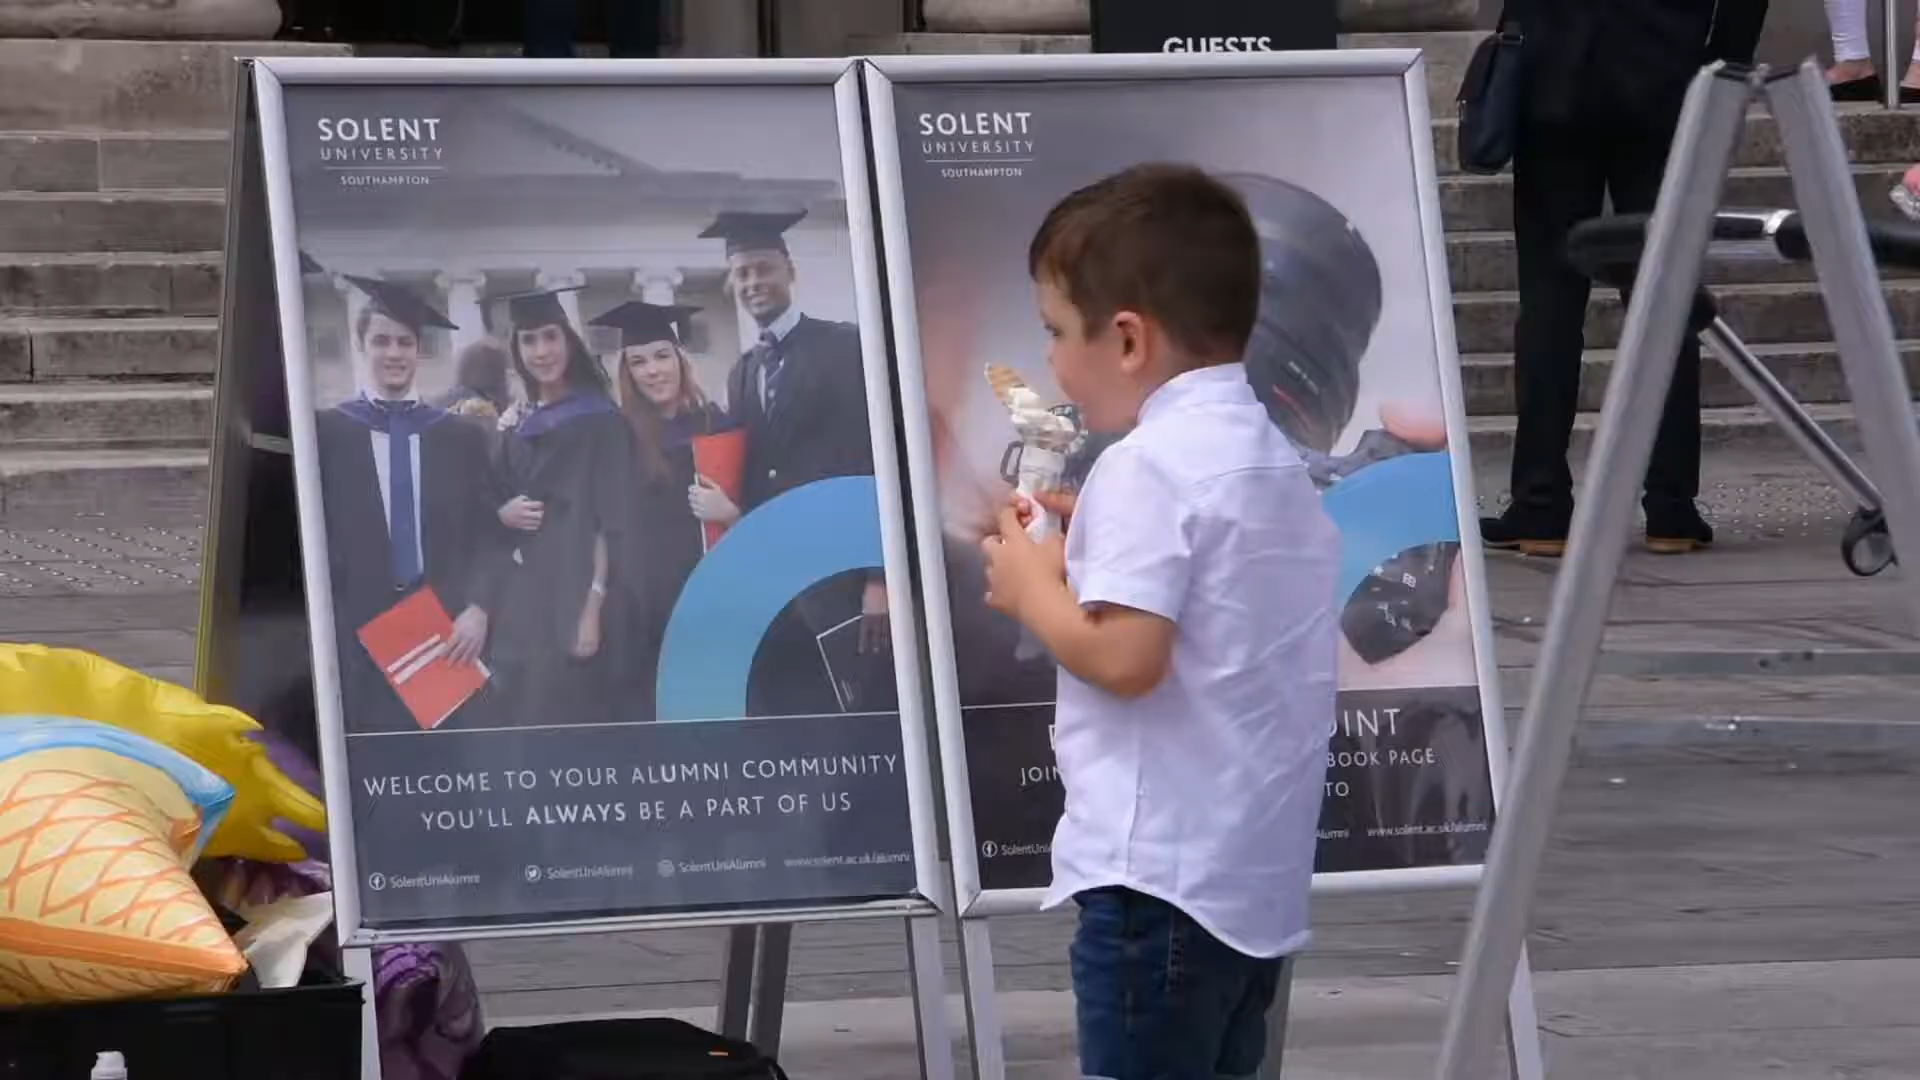 GUESTS
SOLENT
UNIVERSITY
SOUTHAMPTON
WELCOME TO YOUR ALUMNI COMMUNITY
YOU'LL ALWAYS BE A PART OF US
SolentUniAlumni SolentUniAlumni SolentUniAlumni www.solent.ac.uk/alumni
SOLENT
UNIVERSITY
SOUTHAMPTON
OINT
JOIN BOOK PAGE
TO
SolentUni Alumni www.solent.ac.uk/alumni